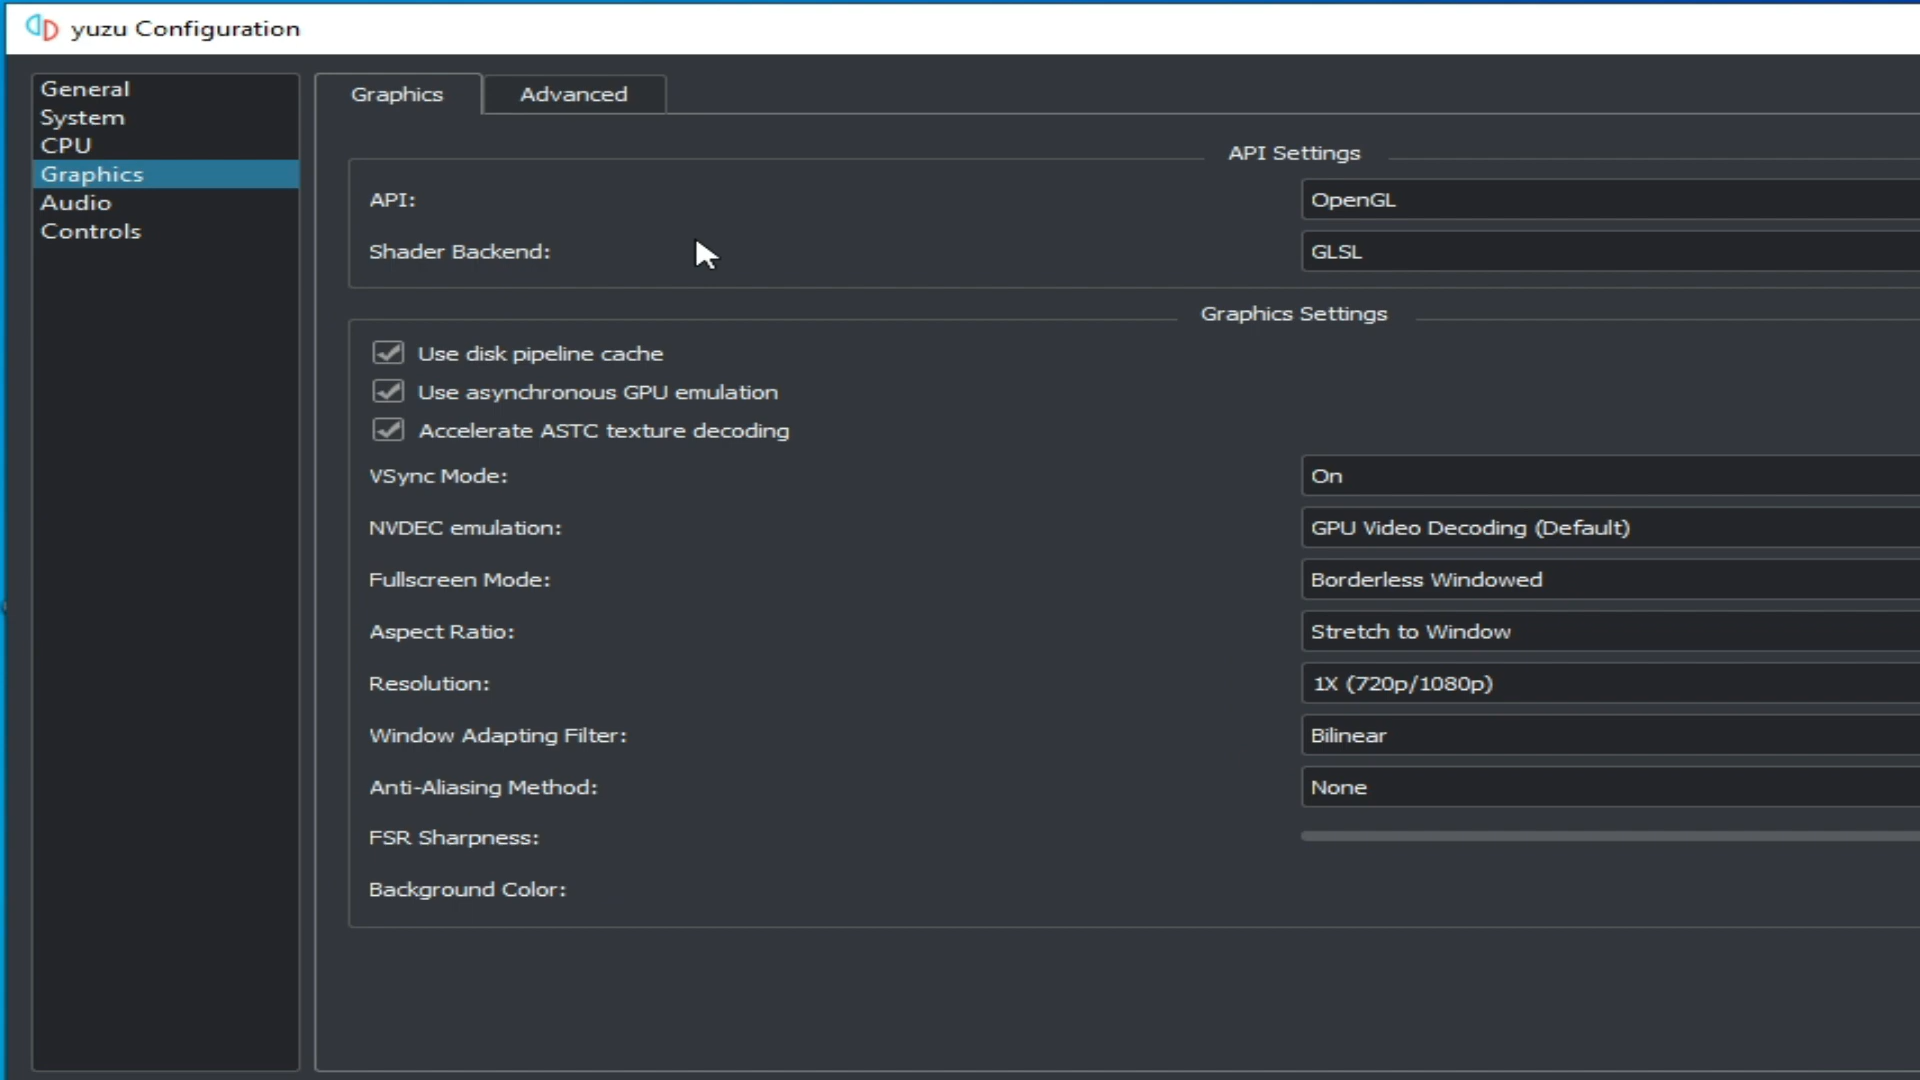 yuzu Configuration
General
System
CPU
Graphics
Audio
Controls
Graphics
Advanced
API Settings
API:
OpenGL
Shader Backend:
GLSL
Graphics Settings
Use disk pipeline cache
Use asynchronous GPU emulation
Accelerate ASTC texture decoding
VSync Mode:
On
NVDEC emulation:
GPU Video Decoding (Default)
Fullscreen Mode:
Borderless Windowed
Aspect Ratio:
Stretch to Window
Resolution:
1X (720p/1080p)
Window Adapting Filter:
Bilinear
Anti-Aliasing Method:
None
FSR Sharpness:
Background Color: